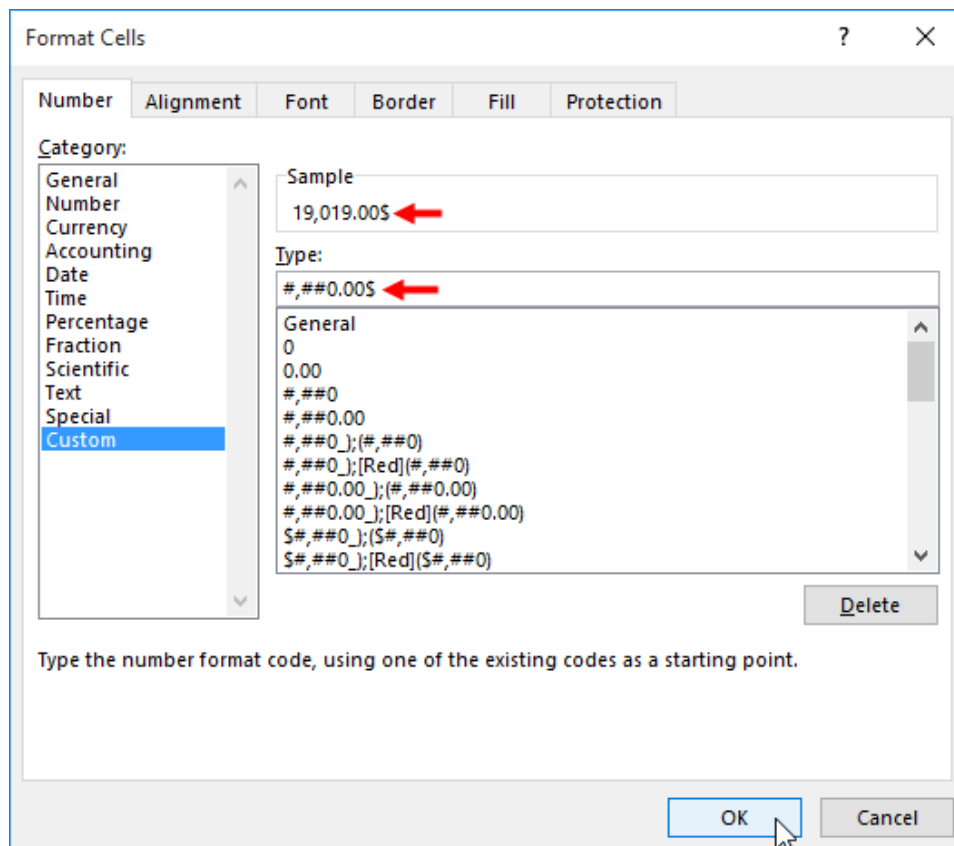 Format Cells
?
Number Alignment Font Border Fill Protection
Category:
General
Number
Currency
Accounting
Date
Time
Percentage
Fraction
Scientific
Text
Special
Custom
Sample
19,019.00$
Type:
#,##0.00$
General
0
0.00
#,##0
#,##0.00
#,##0_);(#,##0)
#,##0_);[Red](#,##0)
#,##0.00_);(#,##0.00)
#,##0.00_);[Red](#,##0.00)
$#,##0_);($#,##0)
$#,##0_);[Red]($#,##0)
Delete
Type the number format code, using one of the existing codes as a starting point.
OK Cancel